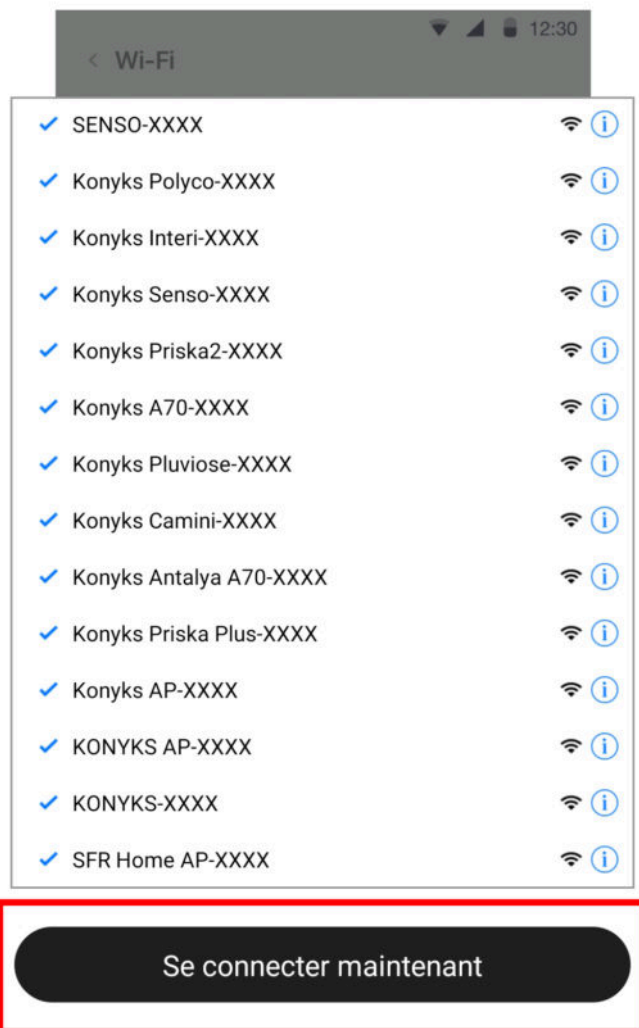 12:30
< Wi-Fi
SENSO-XXXX
Konyks Polyco-XXXX
Konyks Interi-XXXX
Konyks Senso-XXXX
Konyks Priska2-XXXX
Konyks A70-XXXX
Konyks Pluviose-XXXX
Konyks Camini-XXXX
Konyks Antalya A70-XXXX
Konyks Priska Plus-XXXX
Konyks AP-XXXX
KONYKS AP-XXXX
KONYKS-XXXX
SFR Home AP-XXXX
Se connecter maintenant